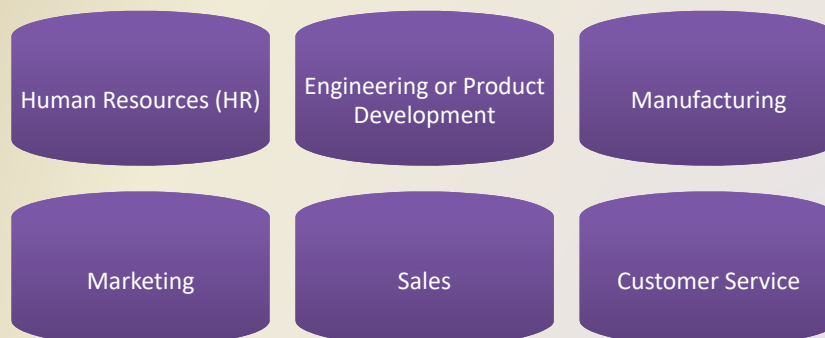 Human Resources (HR)
Engineering or Product
Development
Manufacturing
Marketing
Sales
Customer Service